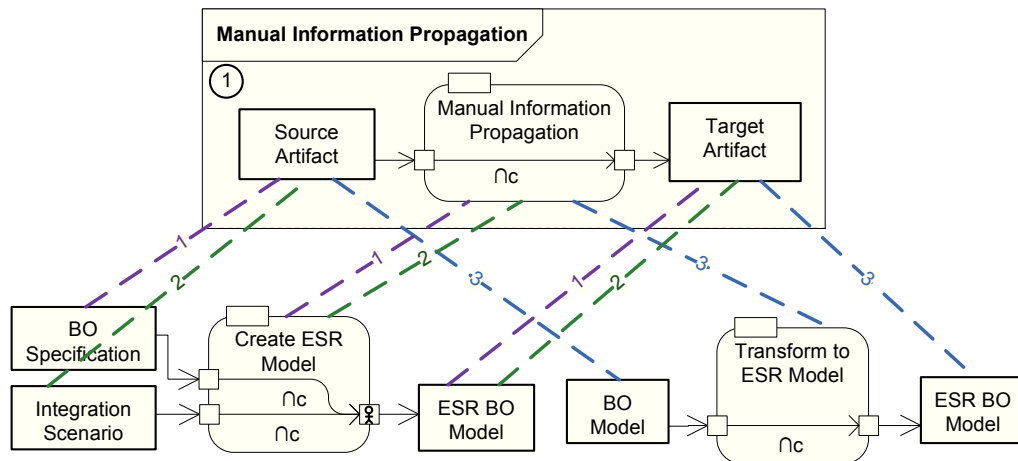 Manual Information Propagation
1
Manual Information
Propagation
Source
Artifact
Target
Artifact
∩c
1
2
1
2
3
3
1
2
3
BO
Specification
Create ESR
Model
Transform to
ESR Model
Integration
Scenario
∩c
∩c
ESR BO
Model
BO
Model
∩c
ESR BO
Model